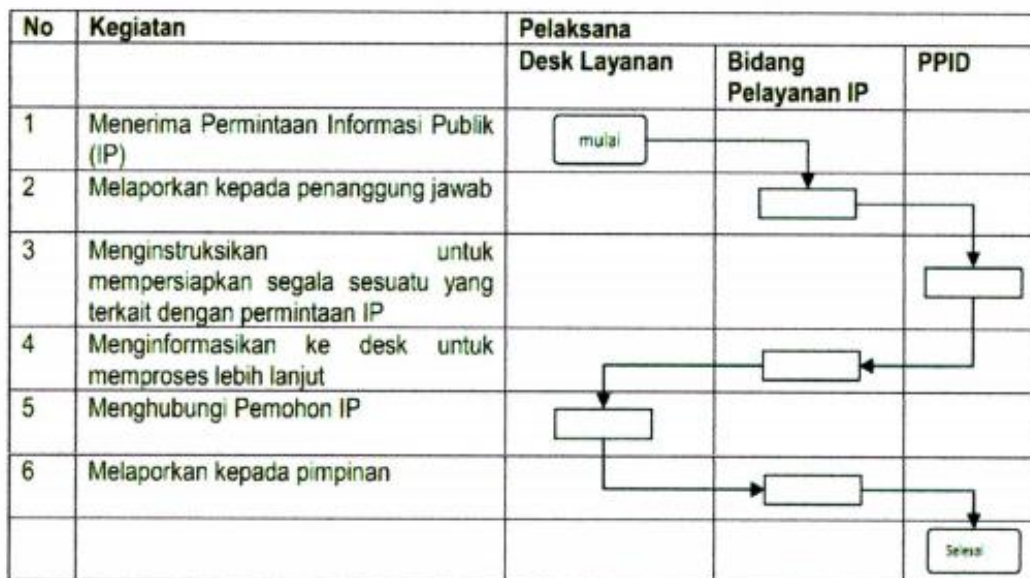 No Kegiatan Pelaksana
Desk Layanan Bidang PPID
Pelayanan IP
1 Menerima Permintaan Informasi Publik
(IP)
mulai
2 Melaporkan kepada penanggung jawab
3 Menginstruksikan untuk
mempersiapkan segala sesuatu yang
terkait dengan permintaan IP
4 Menginformasikan ke desk untuk
memproses lebih lanjut
5 Menghubungi Pemohon IP
6 Melaporkan kepada pimpinan
Selesai